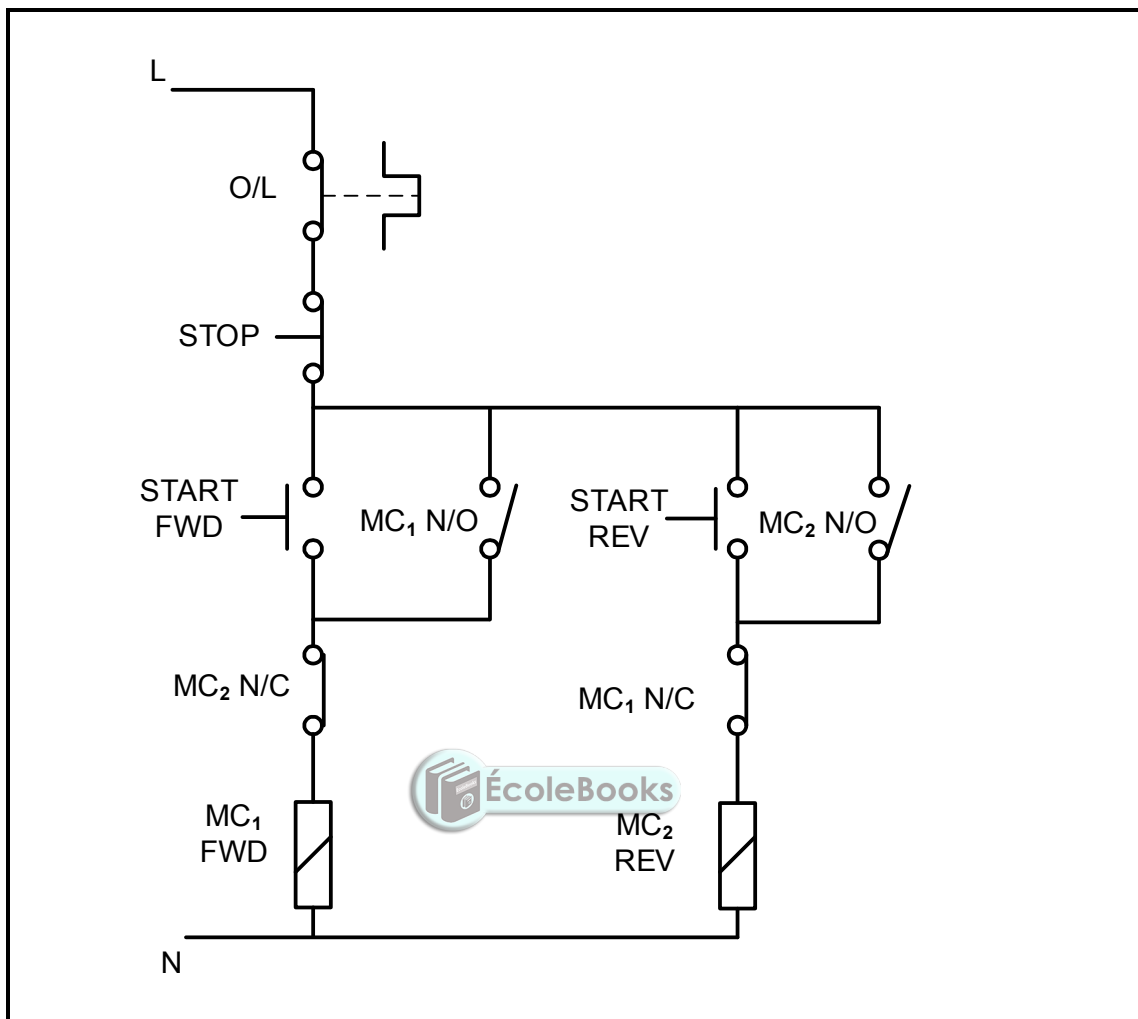 L
O/L
STOP
START
FWD
MC₁ N/O
START
REV
MC₂ N/O
MC₂ N/C
MC₁ N/C
ÉcoleBooks
MC₁
FWD
MC₂
REV
N